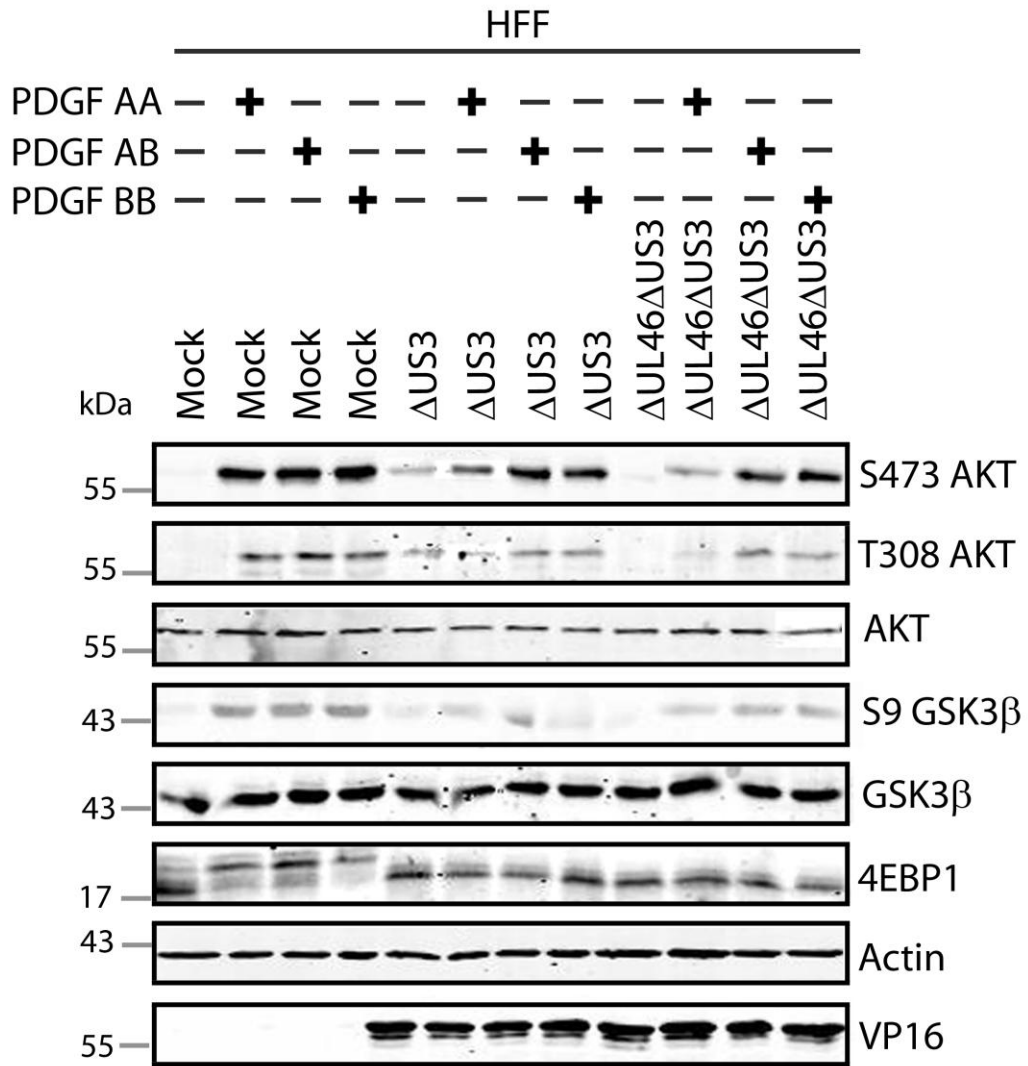 HFF
PDGF AA – + – – – – + – – – – + – –
PDGF AB – – + – – – – + – – – + –
PDGF BB – – – + – – – + – – – +
kDa Mock Mock Mock Mock ΔUS3 ΔUS3 ΔUS3 ΔUS3 ΔUL46ΔUS3 ΔUL46ΔUS3 ΔUL46ΔUS3 ΔUL46ΔUS3
55 S473 AKT
55 T308 AKT
55 AKT
43 S9 GSK3β
43 GSK3β
17 4EBP1
43 Actin
55 VP16